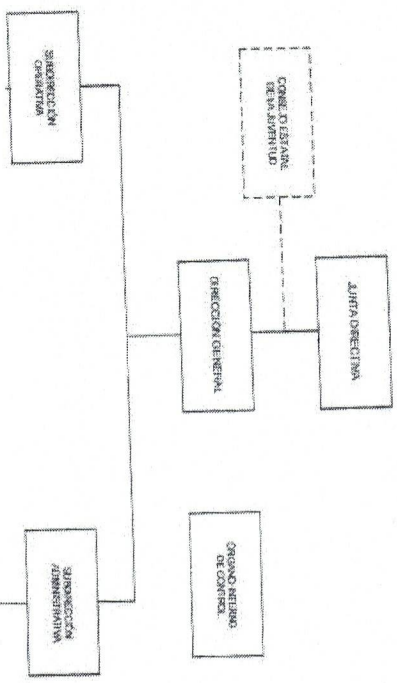 JUNTA DIRECTIVA
CONSEJO ESTATAL
DE LA JUVENTUD
DIRECCIÓN GENERAL
ÓRGANO INTERNO
DE CONTROL
SUBDIRECCIÓN
OPERATIVA
SUBDIRECCIÓN
ADMINISTRATIVA